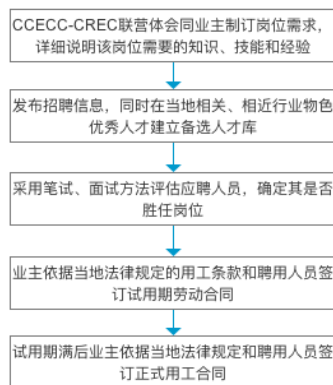 CCECC-CREC联营体会同业主制订岗位需求，
详细说明该岗位需要的知识、技能和经验
发布招聘信息，同时在当地相关、相近行业物色
优秀人才建立备选人才库
采用笔试、面试方法评估应聘人员，确定其是否
胜任岗位
业主依据当地法律规定的用工条款和聘用人员签
订试用期劳动合同
试用期满后业主依据当地法律规定和聘用人员签
订正式用工合同